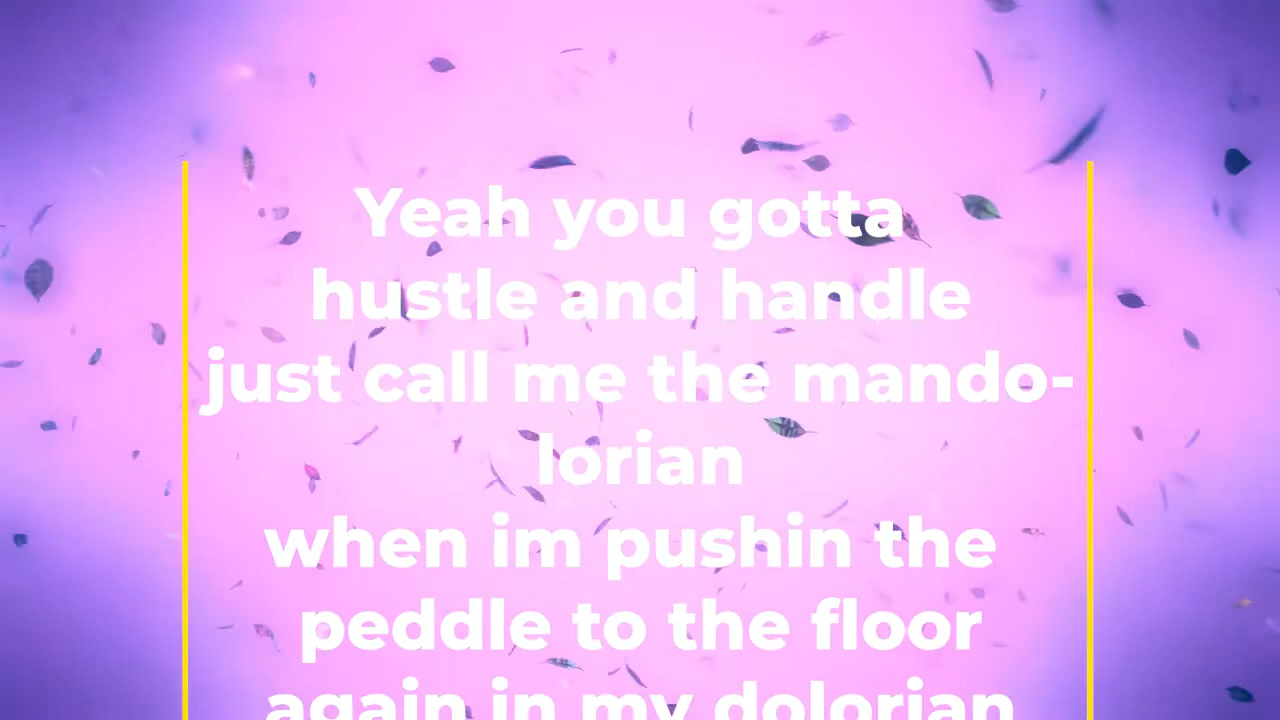 Yeah you gotta
hustle and handle
just call me the mando-
lorian
when im pushin the
peddle to the floor
again in my dolorian